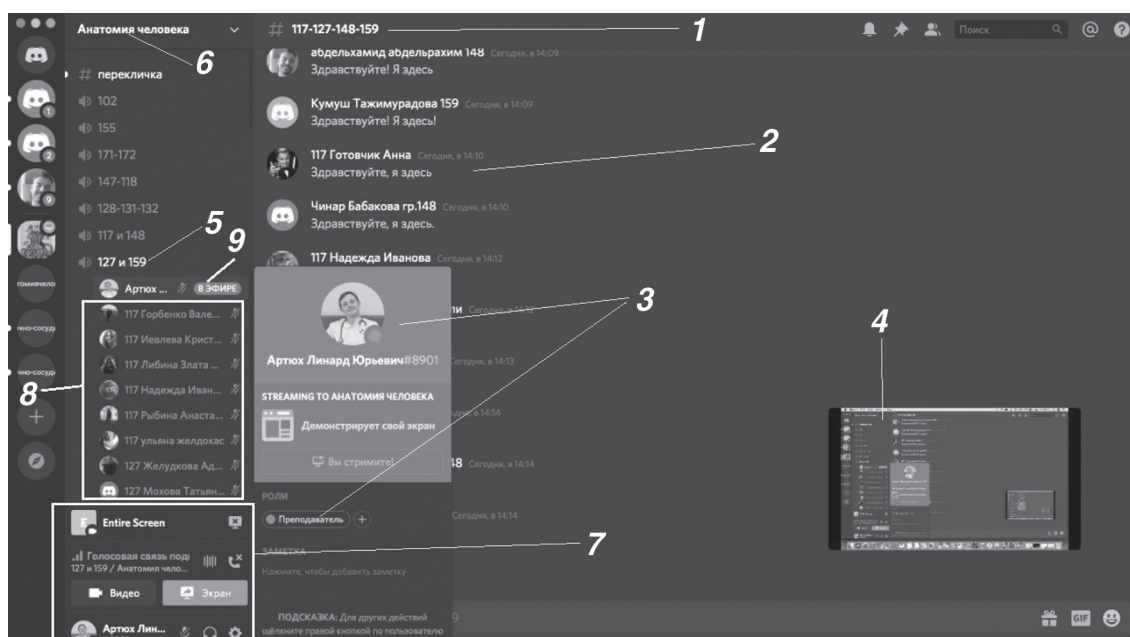 Анатомия человека
# 117-127-148-159
1
Поиск
6
# перекличка
102
155
171-172
147-118
128-131-132
117 и 148
127 и 159
5
9
Артюх ...
В ЭФИРЕ
117 Горбенко Вале...
117 Иевлева Крист...
117 Либина Злата ...
117 Надежда Иван...
117 Рыбина Анаста...
117 ульяна желдокас
127 Желудкова Ад...
127 Мохова Татьян...
8
1
2
9
Entire Screen
Голосовая связь под
127 и 159 / Анатомия чело...
Видео
Экран
Артюх Лин...
7
абдельхамид абдельрахим 148 Сегодня, в 14:09
Здравствуйте! Я здесь
Кумуш Тажимурадова 159 Сегодня, в 14:09
Здравствуйте! Я здесь!
117 Готовчик Анна Сегодня, в 14:10
Здравствуйте, я здесь
2
Чинар Бабакова гр.148 Сегодня, в 14:10
Здравствуйте, я здесь.
117 Надежда Иванова Сегодня, в 14:12
3
4
Сегодня, в 14:13
Сегодня, в 14:14
Сегодня, в 14:14
Артюх Линард Юрьевич#8901
STREAMING TO АНАТОМИЯ ЧЕЛОВЕКА
Демонстрирует свой экран
Вы стримите!
РОЛИ
Преподаватель
ЗАМЕТКА
Нажмите, чтобы добавить заметку
ПОДСКАЗКА: Для других действий
щёлкните правой кнопкой по пользователю
GIF